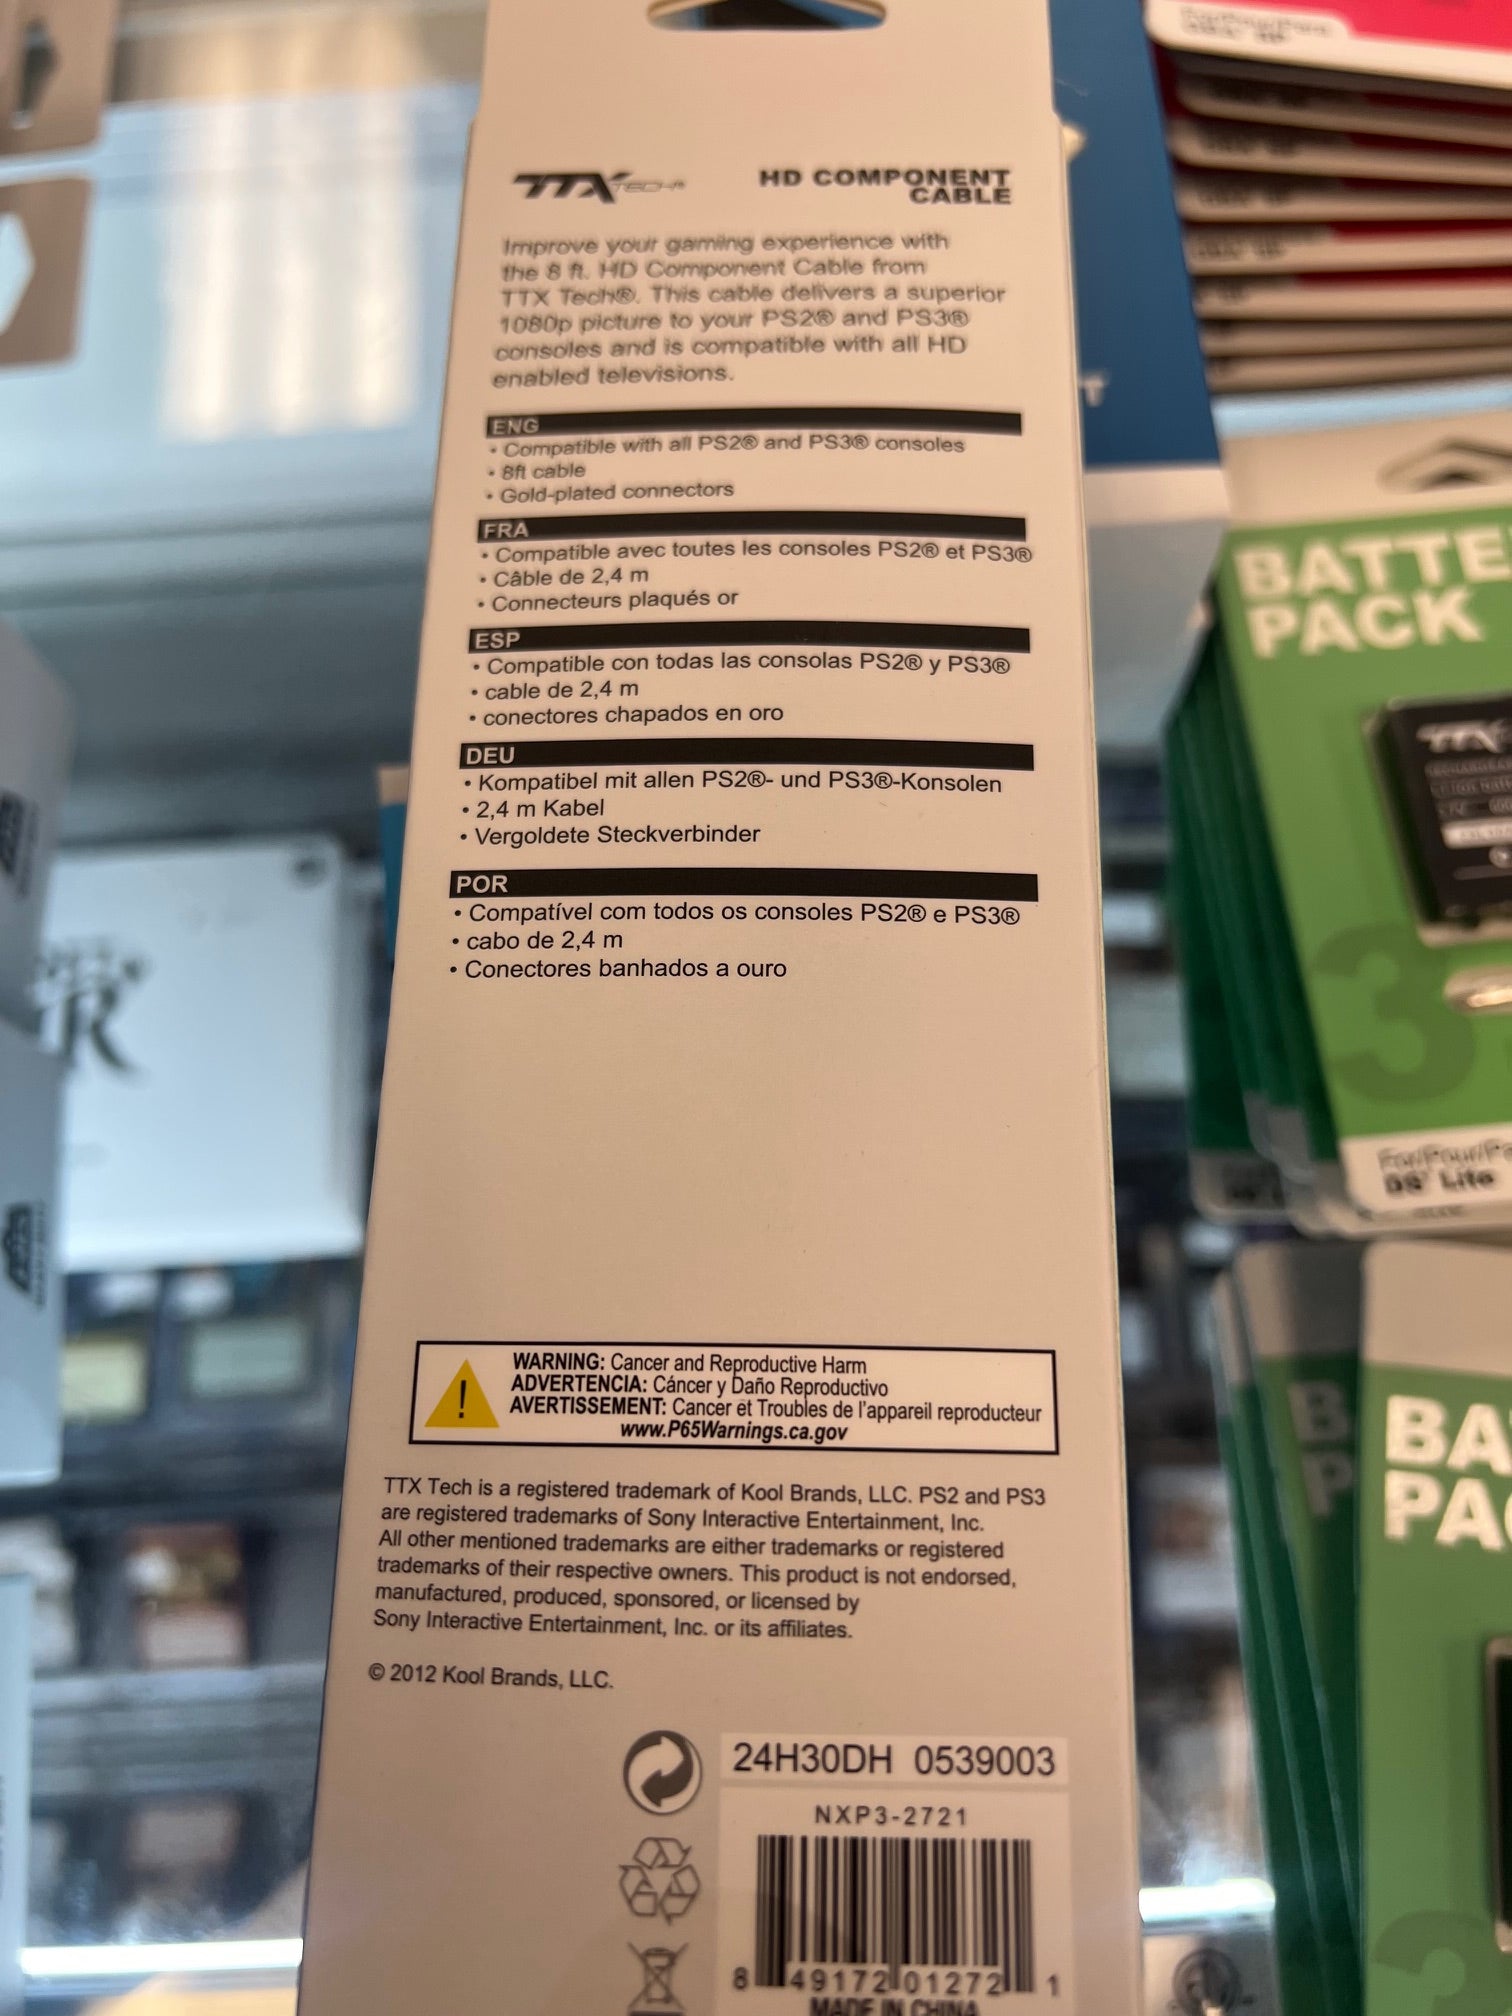 TTX TECH®
HD COMPONENT
CABLE
Improve your gaming experience with
the 8 ft. HD Component Cable from
TTX Tech®. This cable delivers a superior
1080p picture to your PS2® and PS3®
consoles and is compatible with all HD
enabled televisions.
ENG
• Compatible with all PS2® and PS3® consoles
• 8ft cable
• Gold-plated connectors
FRA
• Compatible avec toutes les consoles PS2® et PS3®
• Câble de 2,4 m
• Connecteurs plaqués or
ESP
• Compatible con todas las consolas PS2® y PS3®
• cable de 2,4 m
• conectores chapados en oro
DEU
• Kompatibel mit allen PS2®- und PS3®-Konsolen
• 2,4 m Kabel
• Vergoldete Steckverbinder
POR
• Compatível com todos os consoles PS2® e PS3®
• cabo de 2,4 m
• Conectores banhados a ouro
WARNING: Cancer and Reproductive Harm
ADVERTENCIA: Cáncer y Daño Reproductivo
AVERTISSEMENT: Cancer et Troubles de l'appareil reproducteur
www.P65Warnings.ca.gov
TTX Tech is a registered trademark of Kool Brands, LLC. PS2 and PS3
are registered trademarks of Sony Interactive Entertainment, Inc.
All other mentioned trademarks are either trademarks or registered
trademarks of their respective owners. This product is not endorsed,
manufactured, produced, sponsored, or licensed by
Sony Interactive Entertainment, Inc. or its affiliates.
© 2012 Kool Brands, LLC.
24H30DH 0539003
NXP3-2721
8 49172 01272 1
MADE IN CHINA
BATTE
PACK
TTX
3
DS Lite
BA
PA